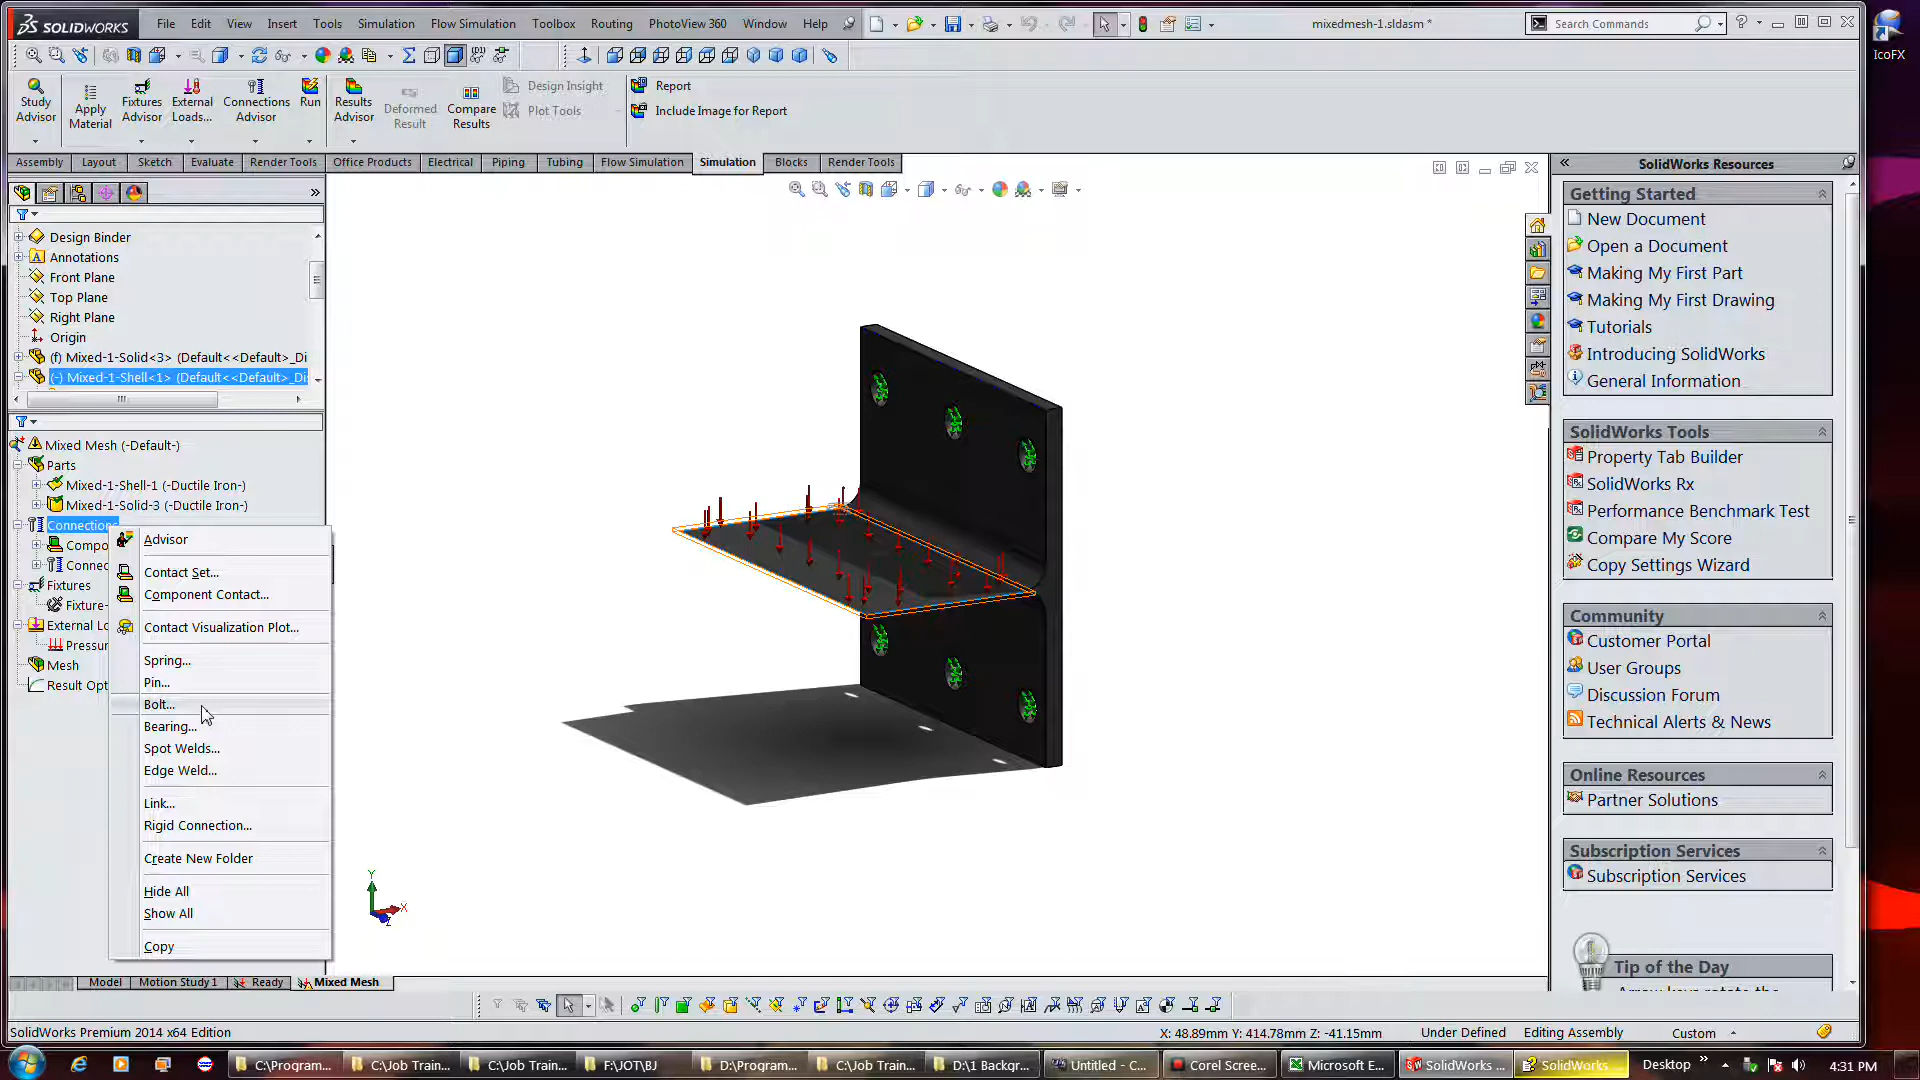 SOLIDWORKS
File Edit View Insert Tools Simulation Flow Simulation Toolbox Routing PhotoView 360 Window Help
mixedmesh-1.sldasm *
Search Commands
IcoFX
Study Advisor
Apply Material
Fixtures Advisor
External Loads...
Connections Advisor
Run
Results Advisor
Deformed Result
Compare Results
Design Insight
Plot Tools
Report
Include Image for Report
Assembly Layout Sketch Evaluate Render Tools Office Products Electrical Piping Tubing Flow Simulation Simulation Blocks Render Tools
Design Binder
Annotations
Front Plane
Top Plane
Right Plane
Origin
(f) Mixed-1-Solid<3> (Default<<Default>_Di
(-) Mixed-1-Shell<1> (Default<<Default>_Di
Mixed Mesh (-Default-)
Parts
Mixed-1-Shell-1 (-Ductile Iron-)
Mixed-1-Solid-3 (-Ductile Iron-)
Connections
Compo
Connec
Fixtures
Fixture-
External Lo
Pressur
Mesh
Result Opt
Advisor
Contact Set...
Component Contact...
Contact Visualization Plot...
Spring...
Pin...
Bolt...
Bearing...
Spot Welds...
Edge Weld...
Link...
Rigid Connection...
Create New Folder
Hide All
Show All
Copy
Y
X
Z
SolidWorks Resources
Getting Started
New Document
Open a Document
Making My First Part
Making My First Drawing
Tutorials
Introducing SolidWorks
General Information
SolidWorks Tools
Property Tab Builder
SolidWorks Rx
Performance Benchmark Test
Compare My Score
Copy Settings Wizard
Community
Customer Portal
User Groups
Discussion Forum
Technical Alerts & News
Online Resources
Partner Solutions
Subscription Services
Subscription Services
Tip of the Day
Model Motion Study 1 Ready Mixed Mesh
SolidWorks Premium 2014 x64 Edition
X: 48.89mm Y: 414.78mm Z: -41.15mm Under Defined Editing Assembly Custom
C:\Program... C:\Job Train... C:\Job Train... F:\JOT\BJ D:\Program... C:\Job Train... D:\1 Backgr... Untitled - C... Corel Scree... Microsoft E... SolidWorks ... SolidWorks ... Desktop 4:31 PM